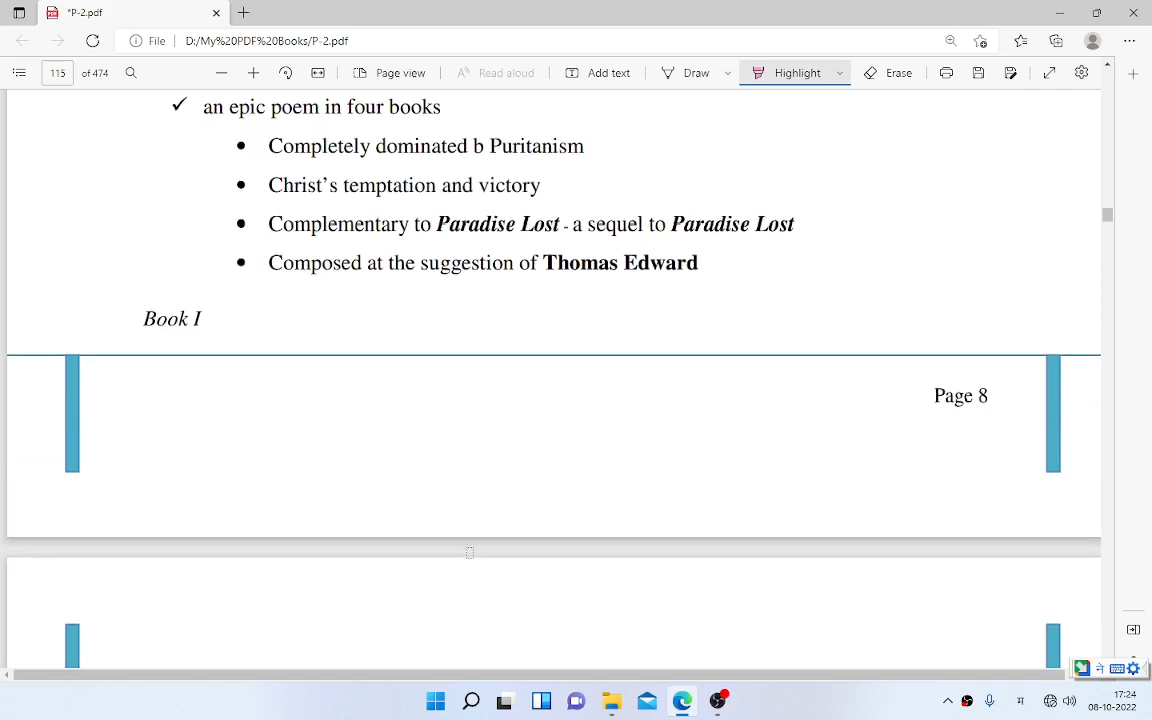 *P-2.pdf
File D:/My%20PDF%20Books/P-2.pdf
115 of 474 Page view Read aloud Add text Draw Highlight Erase
an epic poem in four books
Completely dominated b Puritanism
Christ's temptation and victory
Complementary to Paradise Lost - a sequel to Paradise Lost
Composed at the suggestion of Thomas Edward
Book I
Page 8
17:24
08-10-2022